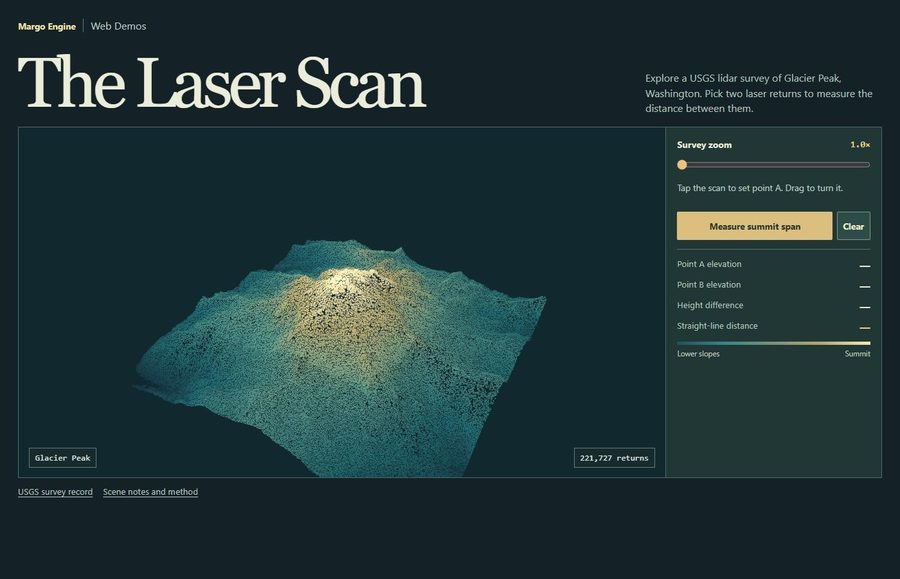 Margo Engine | Web Demos
The Laser Scan
Explore a USGS lidar survey of Glacier Peak,
Washington. Pick two laser returns to measure the
distance between them.
Survey zoom 1.0×
Tap the scan to set point A. Drag to turn it.
Measure summit span Clear
Point A elevation —
Point B elevation —
Height difference —
Straight-line distance —
Lower slopes Summit
Glacier Peak 221,727 returns
USGS survey record Scene notes and method